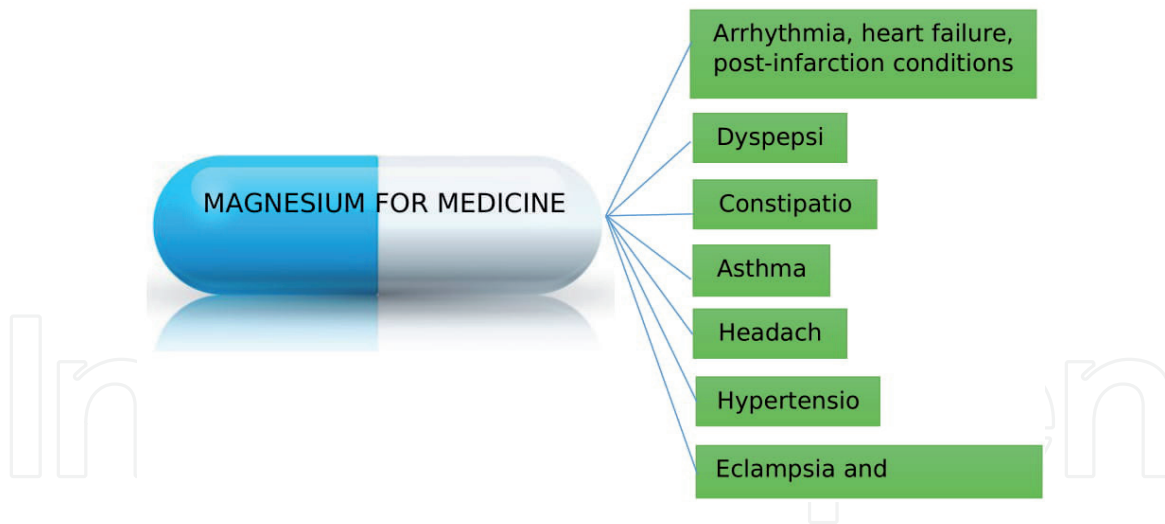 MAGNESIUM FOR MEDICINE
Arrhythmia, heart failure,
post-infarction conditions
Dyspepsi
Constipatio
Asthma
Headach
Hypertensio
Eclampsia and